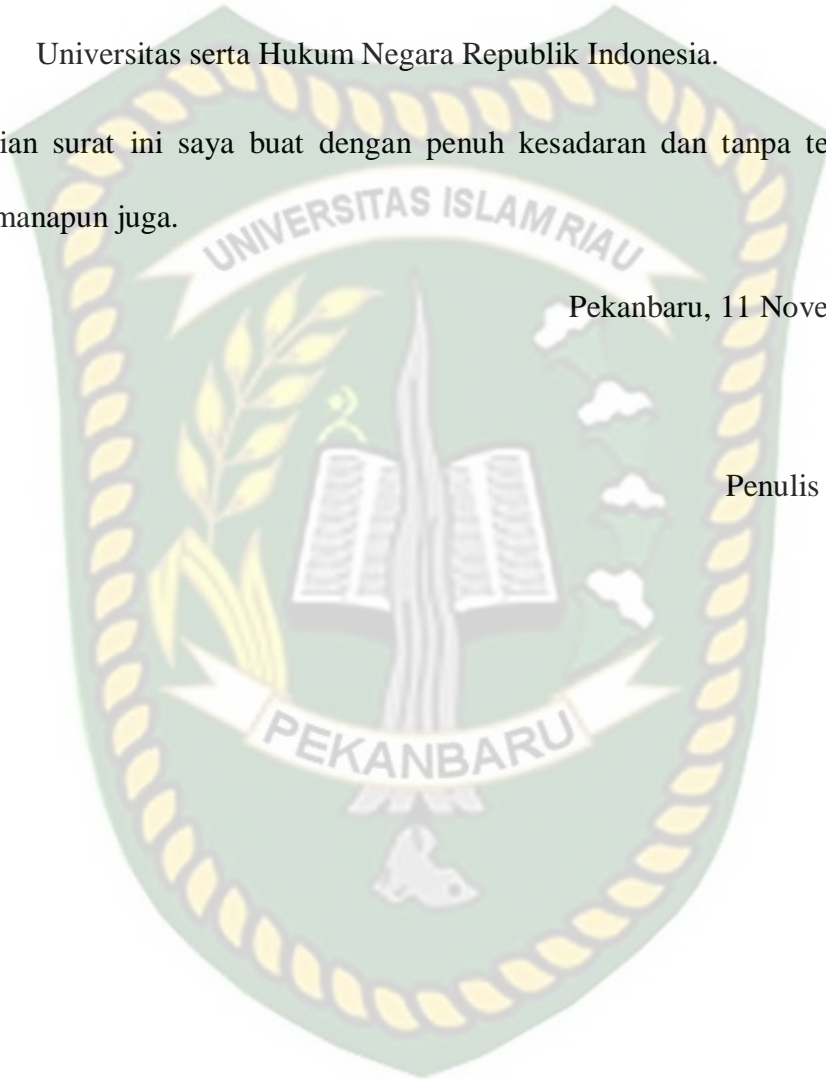 Universitas serta Hukum Negara Republik Indonesia.
ian surat ini saya buat dengan penuh kesadaran dan tanpa te
manapun juga.
UNIVERSITAS ISLAM RIAU
Pekanbaru, 11 Nove
Penulis
PEKANBARU